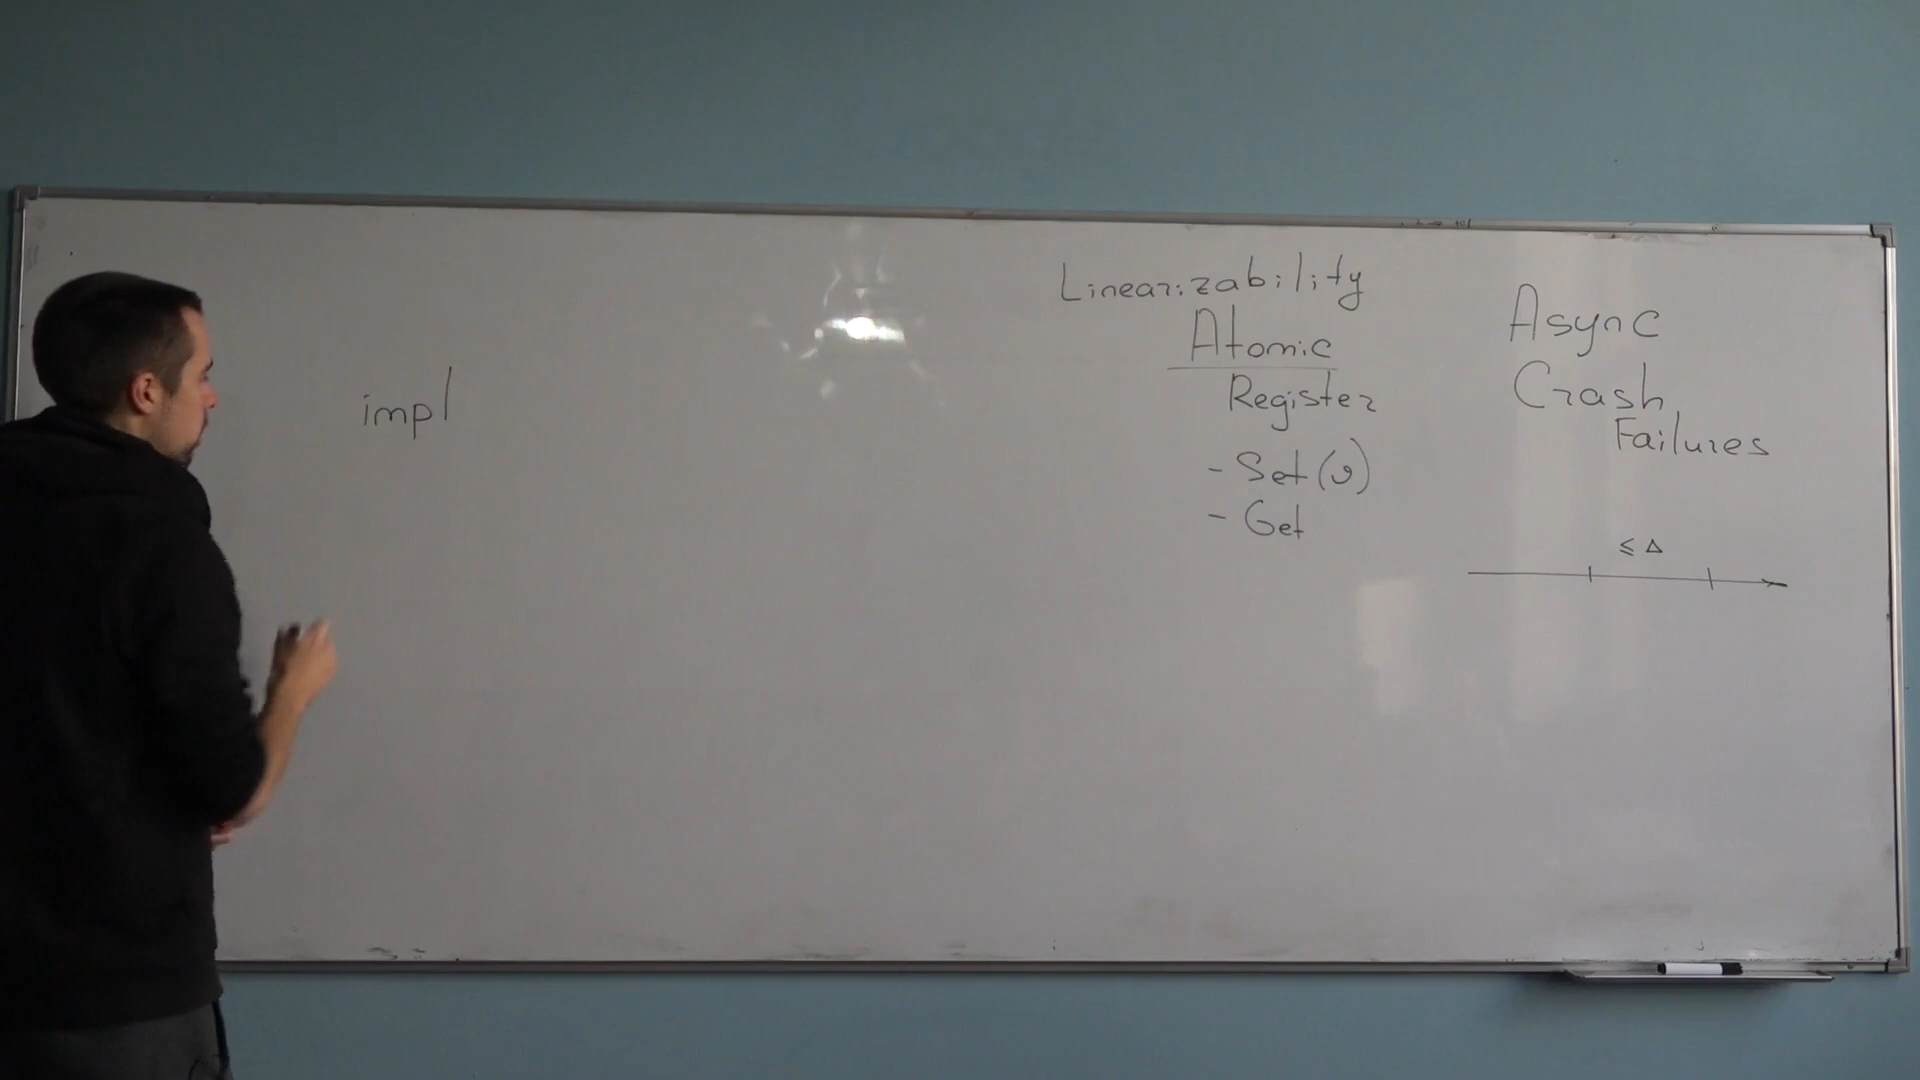 impl
Linearizability
Atomic
Register
- Set(v)
- Get
Async
Crash
Failures
≤ Δ